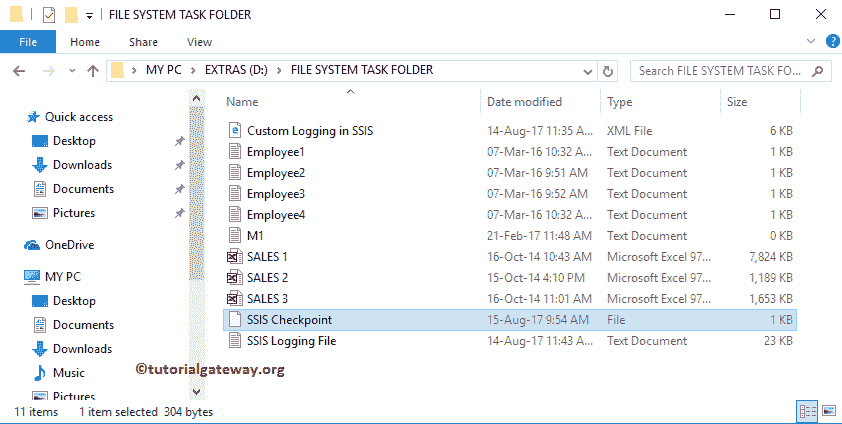 FILE SYSTEM TASK FOLDER
File Home Share View
MY PC EXTRAS (D:) FILE SYSTEM TASK FOLDER Search FILE SYSTEM TASK FO...
Name Date modified Type Size
Quick access
Desktop
Downloads
Documents
Pictures
OneDrive
MY PC
Desktop
Documents
Downloads
Music
Pictures
Custom Logging in SSIS 14-Aug-17 11:35 A... XML File 6 KB
Employee1 07-Mar-16 10:32 A... Text Document 1 KB
Employee2 07-Mar-16 9:51 AM Text Document 1 KB
Employee3 07-Mar-16 9:52 AM Text Document 1 KB
Employee4 07-Mar-16 10:32 A... Text Document 1 KB
M1 21-Feb-17 11:48 AM Text Document 0 KB
SALES 1 16-Oct-14 10:43 AM Microsoft Excel 97... 7,824 KB
SALES 2 15-Oct-14 4:10 PM Microsoft Excel 97... 1,189 KB
SALES 3 16-Oct-14 11:01 AM Microsoft Excel 97... 1,653 KB
SSIS Checkpoint 15-Aug-17 9:54 AM File 1 KB
SSIS Logging File 14-Aug-17 11:43 A... Text Document 23 KB
©tutorialgateway.org
11 items 1 item selected 304 bytes